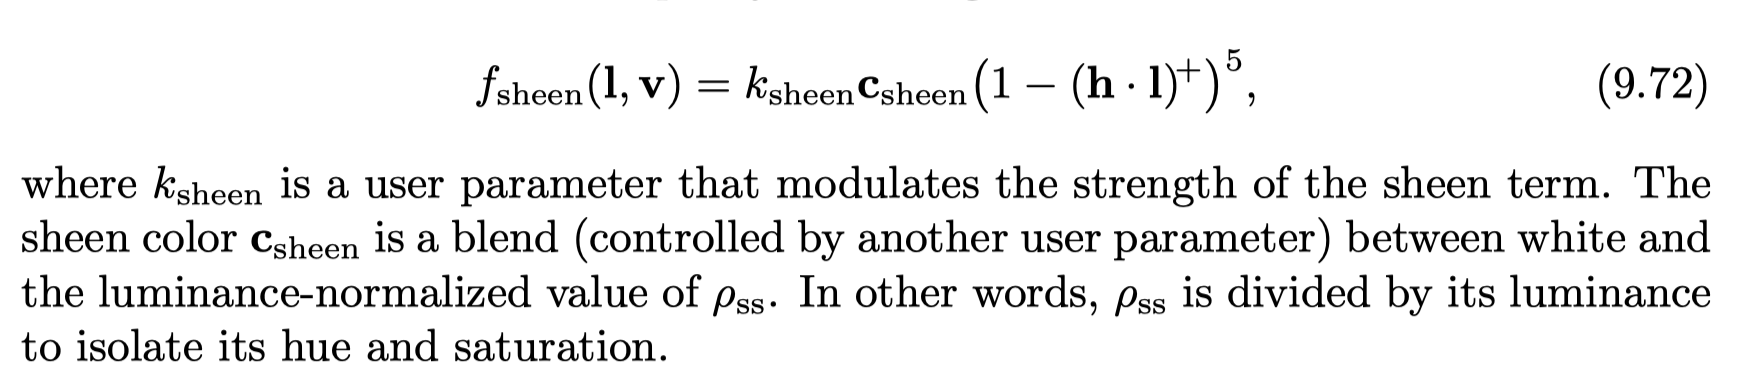 f_sheen(l, v) = k_sheen c_sheen (1 − (h · l)⁺)⁵, (9.72)
where k_sheen is a user parameter that modulates the strength of the sheen term. The
sheen color c_sheen is a blend (controlled by another user parameter) between white and
the luminance-normalized value of ρ_ss. In other words, ρ_ss is divided by its luminance
to isolate its hue and saturation.